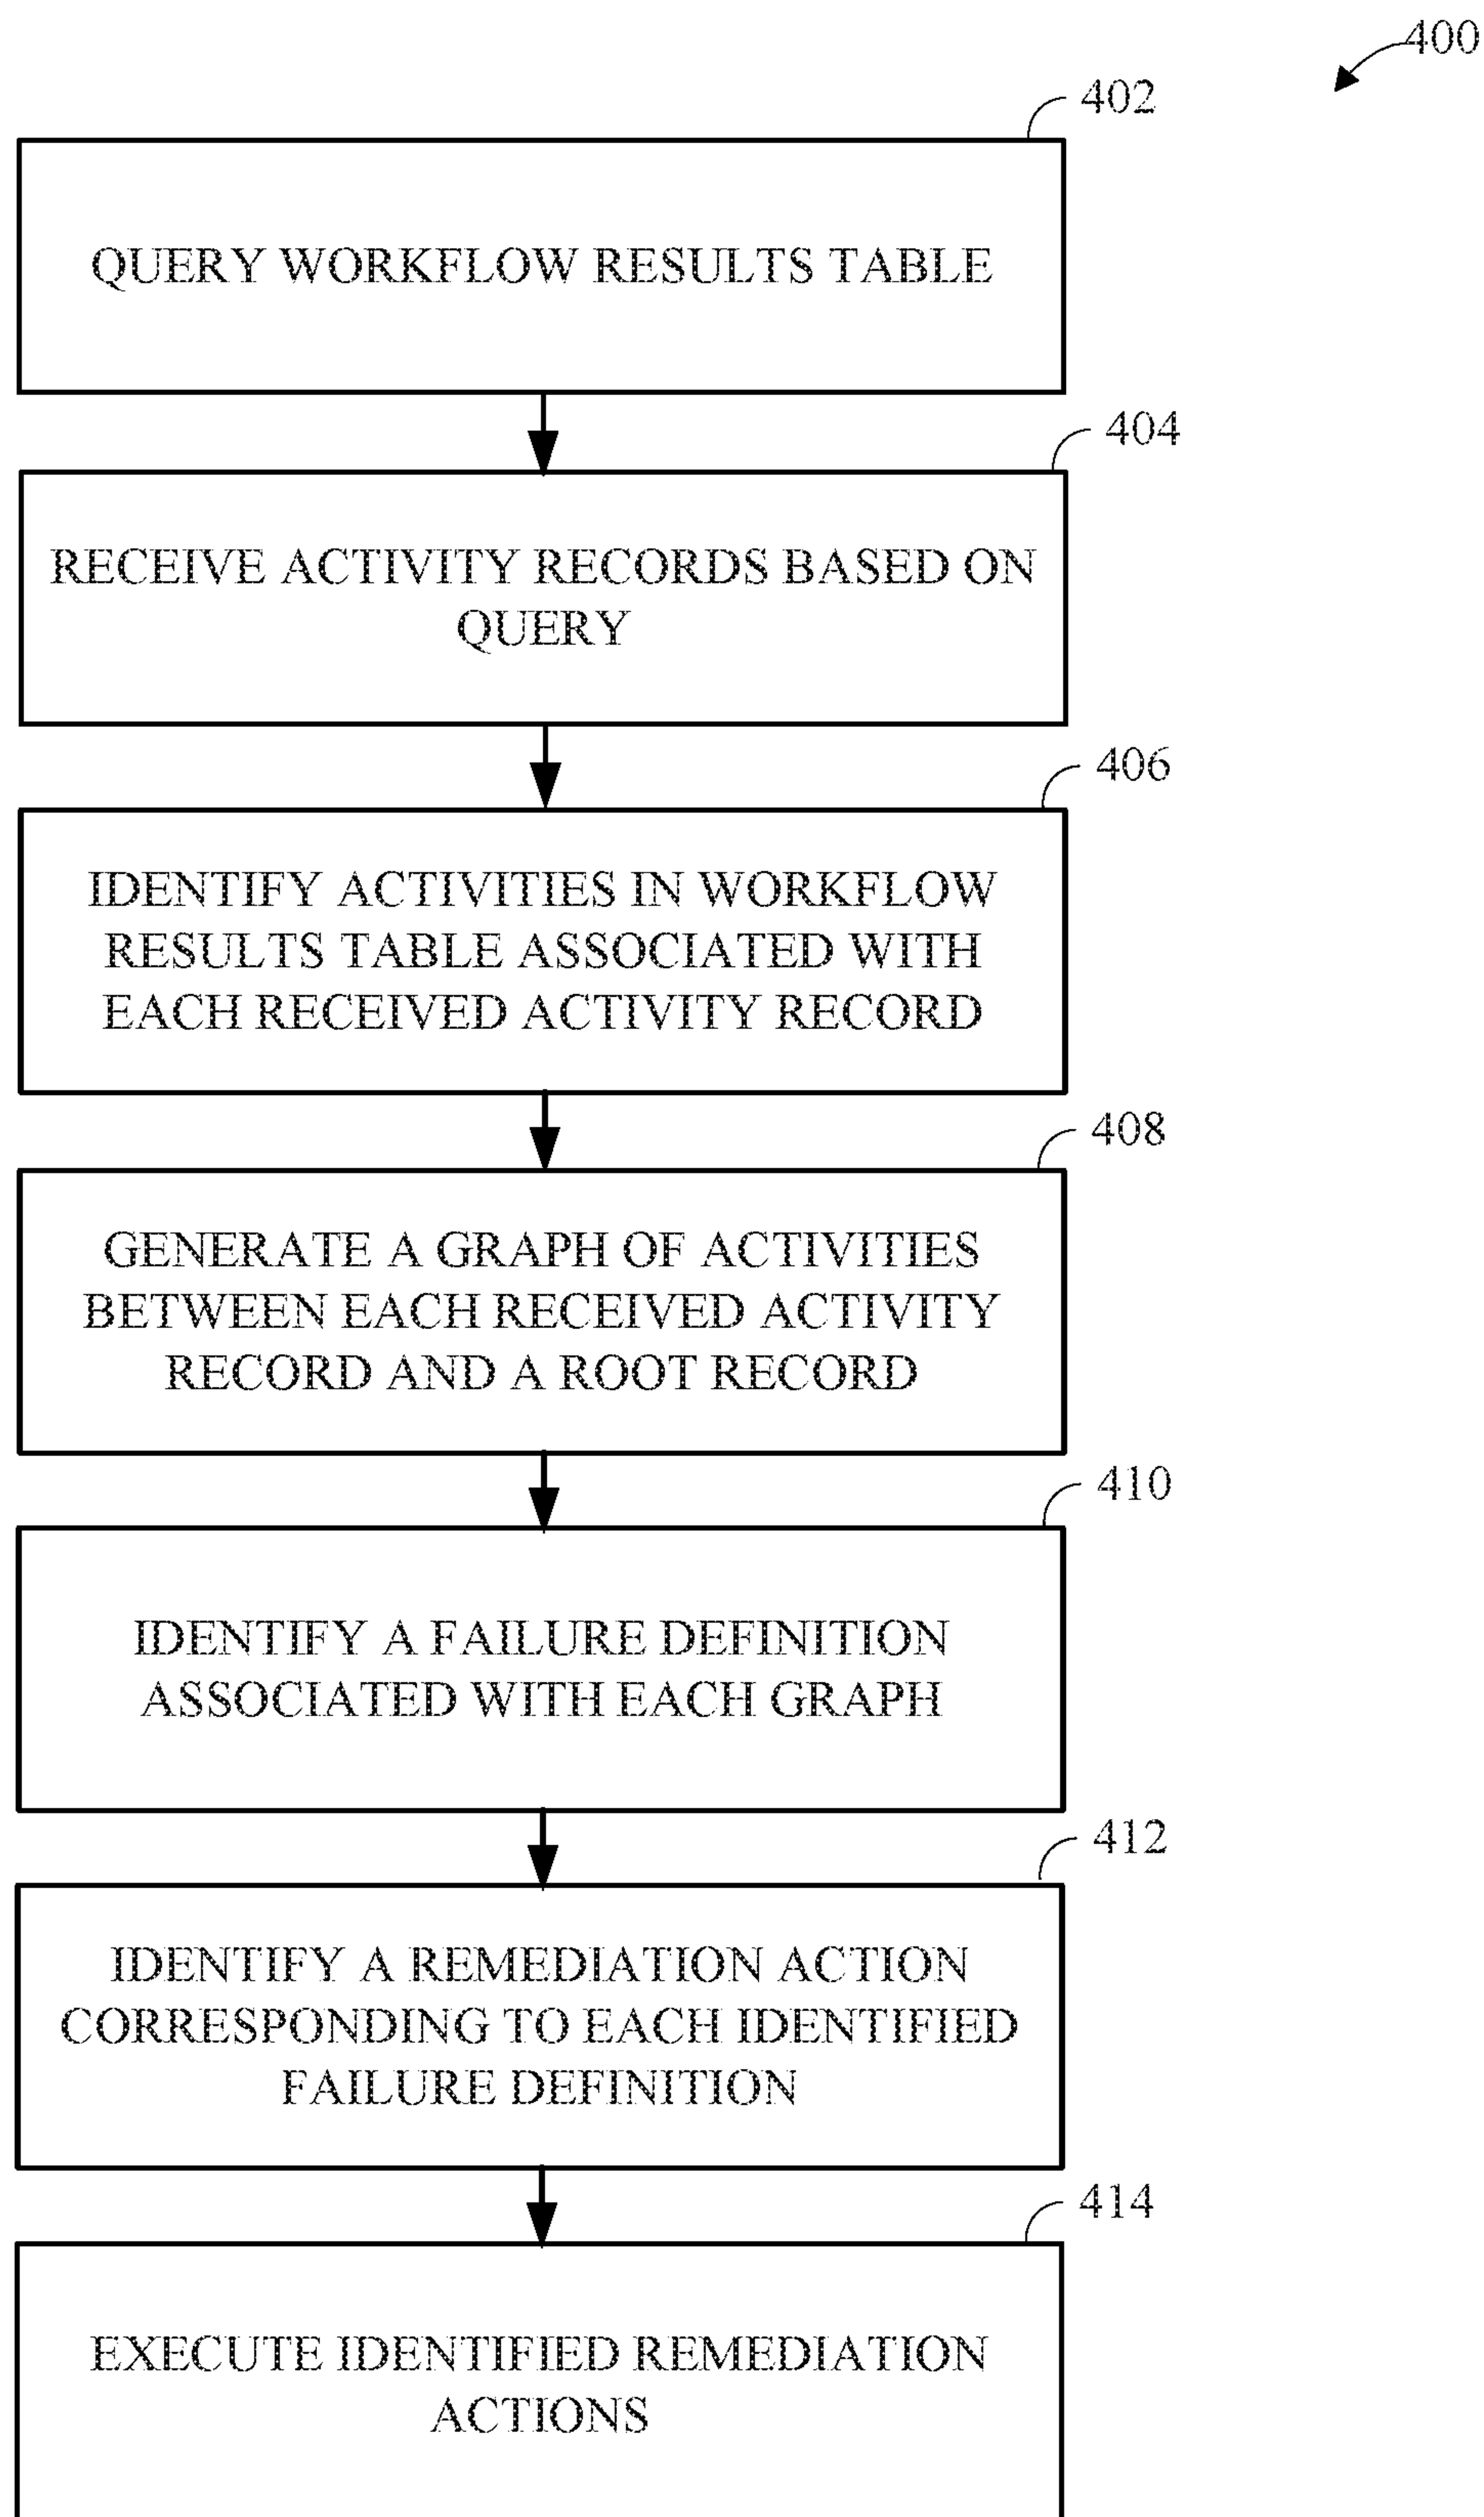 400
402
QUERY WORKFLOW RESULTS TABLE
404
RECEIVE ACTIVITY RECORDS BASED ON
QUERY
406
IDENTIFY ACTIVITIES IN WORKFLOW
RESULTS TABLE ASSOCIATED WITH
EACH RECEIVED ACTIVITY RECORD
408
GENERATE A GRAPH OF ACTIVITIES
BETWEEN EACH RECEIVED ACTIVITY
RECORD AND A ROOT RECORD
410
IDENTIFY A FAILURE DEFINITION
ASSOCIATED WITH EACH GRAPH
412
IDENTIFY A REMEDIATION ACTION
CORRESPONDING TO EACH IDENTIFIED
FAILURE DEFINITION
414
EXECUTE IDENTIFIED REMEDIATION
ACTIONS